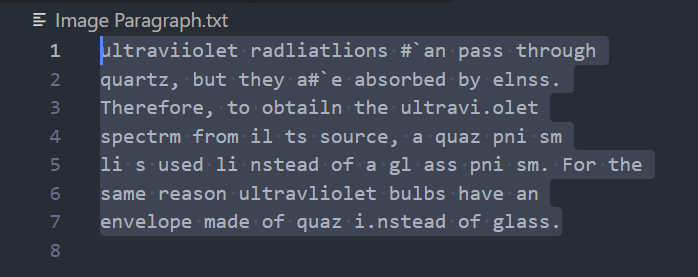 Image Paragraph.txt
1 ultraviiolet radliatlions #`an pass through
2 quartz, but they a#`e absorbed by elnss.
3 Therefore, to obtailn the ultravi.olet
4 spectrm from il ts source, a quaz pni sm
5 li s used li nstead of a gl ass pni sm. For the
6 same reason ultravliolet bulbs have an
7 envelope made of quaz i.nstead of glass.
8